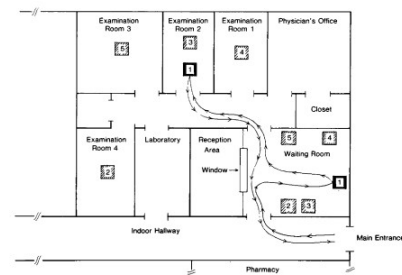 Examination
Room 3
Examination
Room 2
Examination
Room 1
Physician's Office
5
3
4
1
Closet
Examination
Room 4
Laboratory
Reception
Area
Window
Waiting Room
5
4
2
1
2
3
Indoor Hallway
Main Entrance
Pharmacy